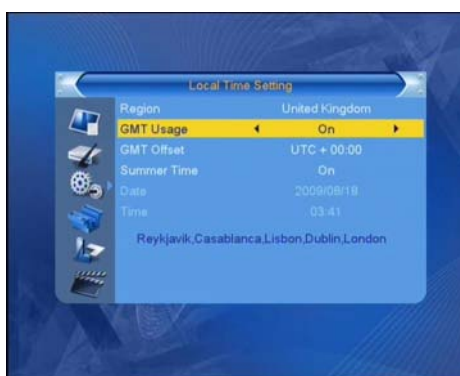 Local Time Setting
Region United Kingdom
GMT Usage On
GMT Offset UTC + 00:00
Summer Time On
Date 2009/08/18
Time 03:41
Reykjavik,Casablanca,Lisbon,Dublin,London